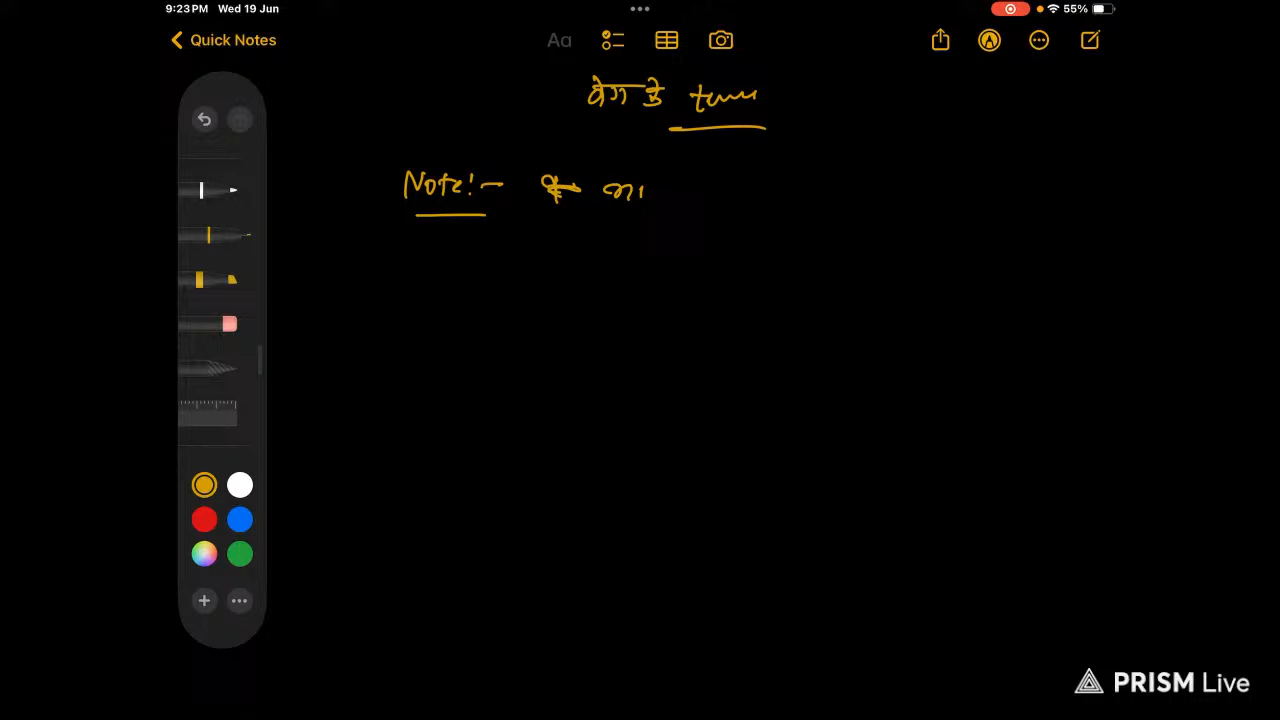 9:23 PM Wed 19 Jun
55%
Quick Notes
Aa
वेग के
Note:-
PRISM Live